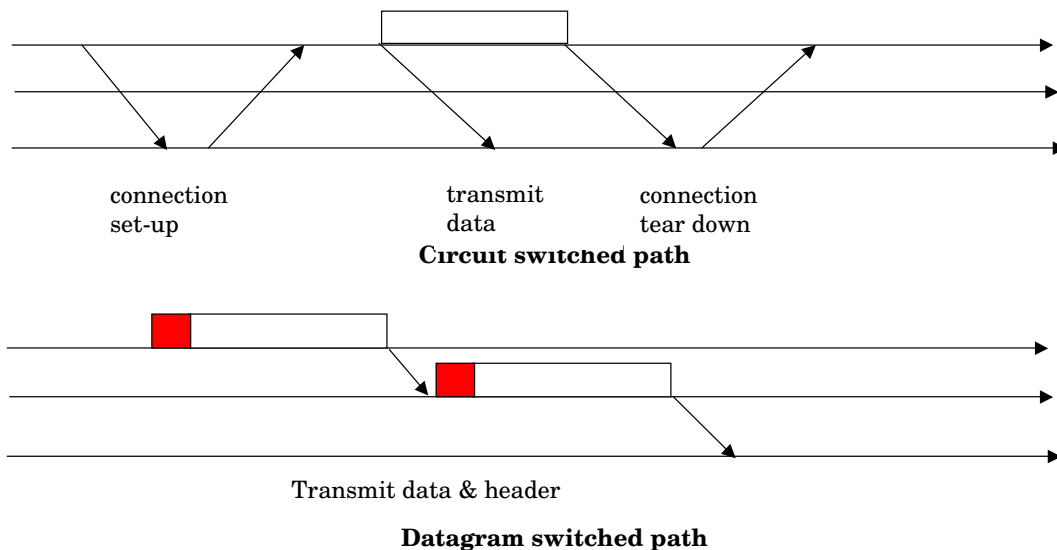 connection
set-up
transmit
data
connection
tear down
Circuit switched path
Transmit data & header
Datagram switched path